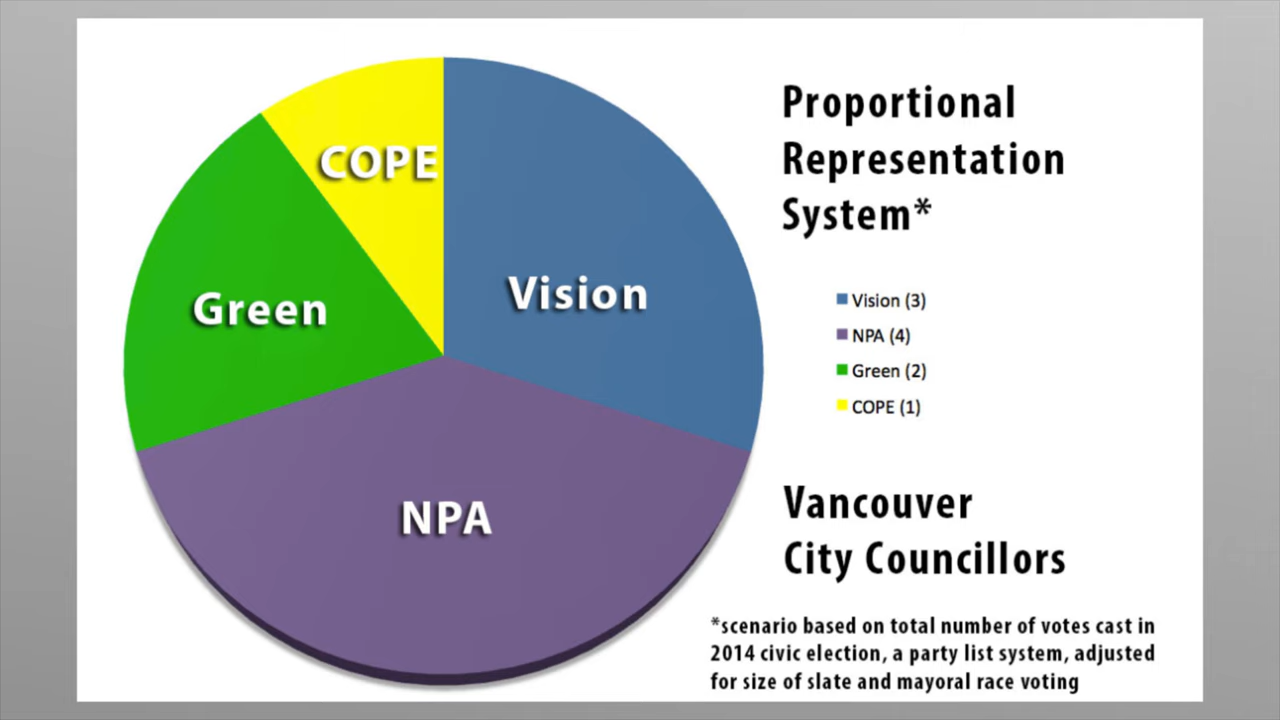 Proportional
Representation
System*
COPE
Green
Vision
NPA
Vision (3)
NPA (4)
Green (2)
COPE (1)
Vancouver
City Councillors
*scenario based on total number of votes cast in
2014 civic election, a party list system, adjusted
for size of slate and mayoral race voting